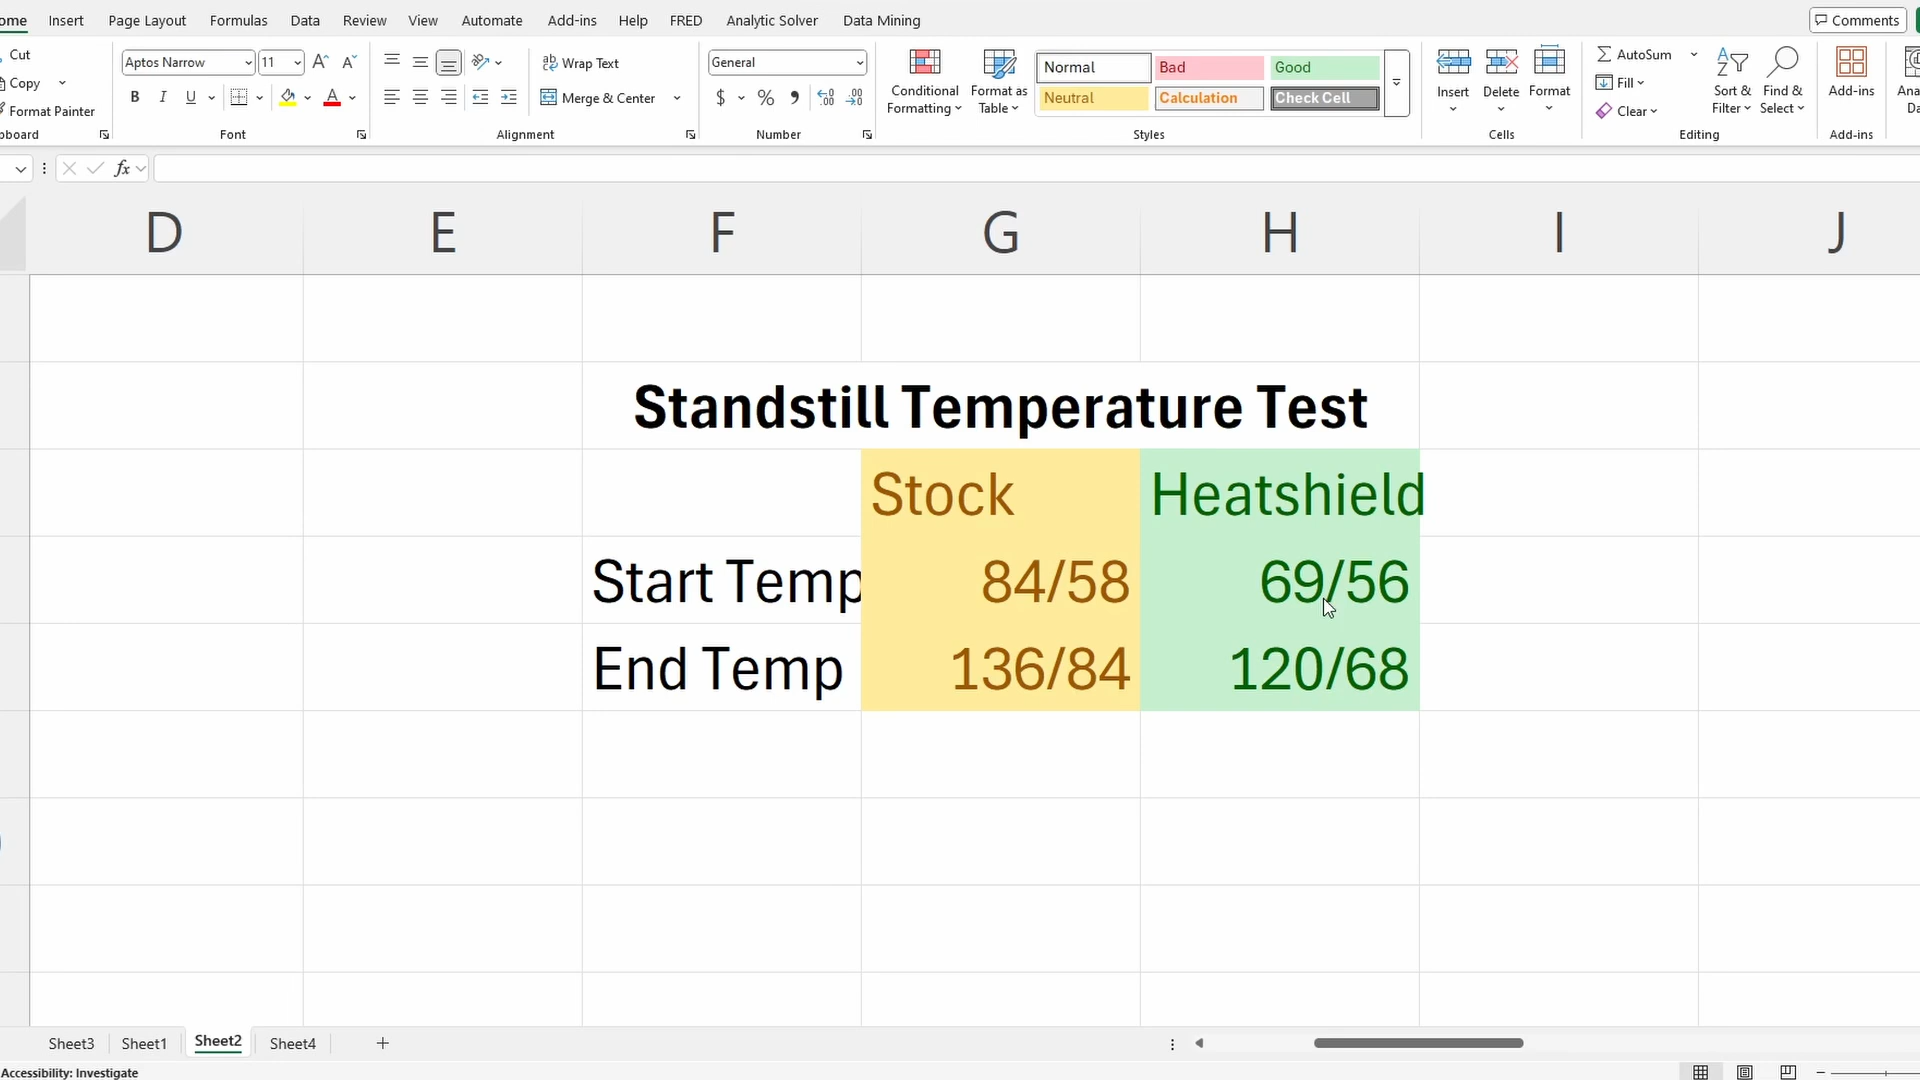 ome Insert Page Layout Formulas Data Review View Automate Add-ins Help FRED Analytic Solver Data Mining Comments
Cut
Copy
Format Painter
pboard
Aptos Narrow 11
B I U
Font
Wrap Text
Merge & Center
Alignment
General
$ % ,
Number
Conditional
Formatting
Format as
Table
Normal Bad Good
Neutral Calculation Check Cell
Styles
Insert Delete Format
Cells
AutoSum
Fill
Clear
Sort &
Filter
Find &
Select
Editing
Add-ins
Add-ins
Ana
Da
fx
D E F G H I J
Standstill Temperature Test
Stock Heatshield
Start Temp 84/58 69/56
End Temp 136/84 120/68
Sheet3 Sheet1 Sheet2 Sheet4
Accessibility: Investigate